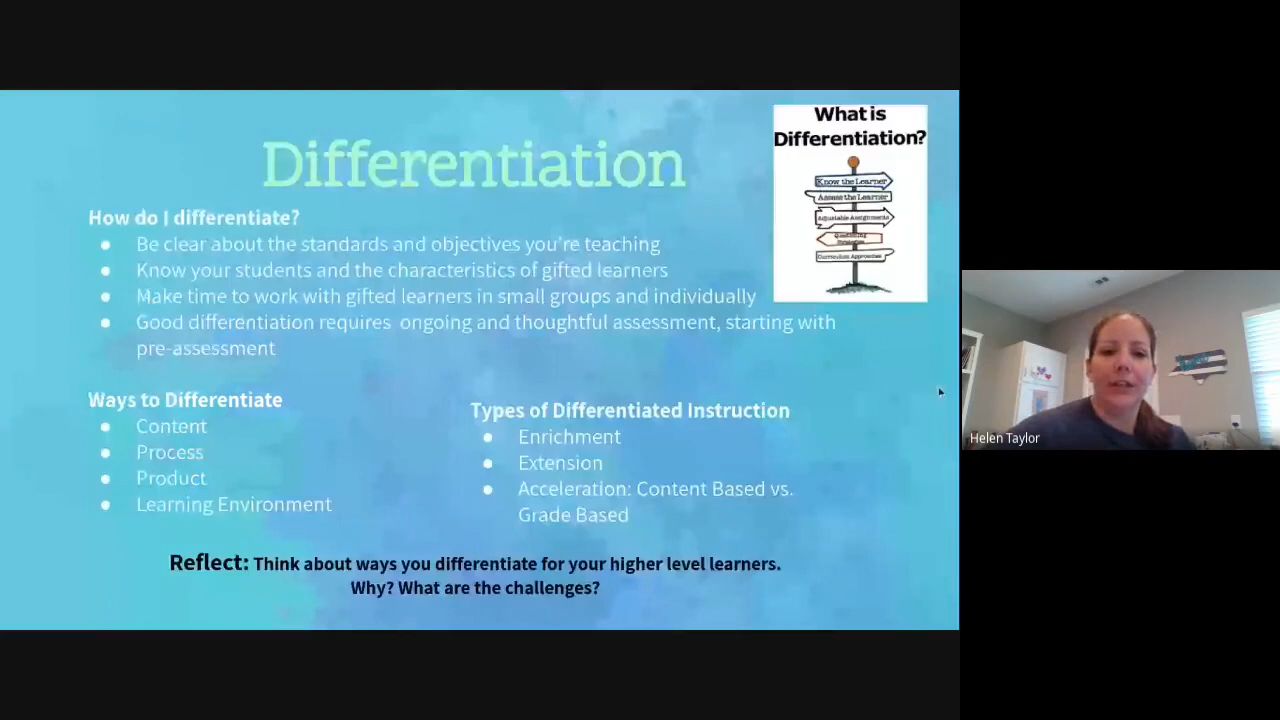 What is
Differentiation?
Know the Learner
Assess the Learner
Adjustable Assignments
Questioning
Strategies
Curriculum Approaches
Differentiation
How do I differentiate?
● Be clear about the standards and objectives you're teaching
● Know your students and the characteristics of gifted learners
● Make time to work with gifted learners in small groups and individually
● Good differentiation requires ongoing and thoughtful assessment, starting with
pre-assessment
Ways to Differentiate
● Content
● Process
● Product
● Learning Environment
Types of Differentiated Instruction
● Enrichment
● Extension
● Acceleration: Content Based vs.
Grade Based
Reflect: Think about ways you differentiate for your higher level learners.
Why? What are the challenges?
Helen Taylor